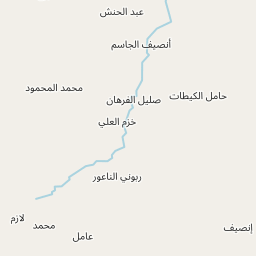 عبد الحنش
أنصيف الجاسم
محمد المحمود
حامل الكيطات
صليل الفرهان
خزم العلي
ربوني الناعور
لازم
محمد
عامل
إنصيف